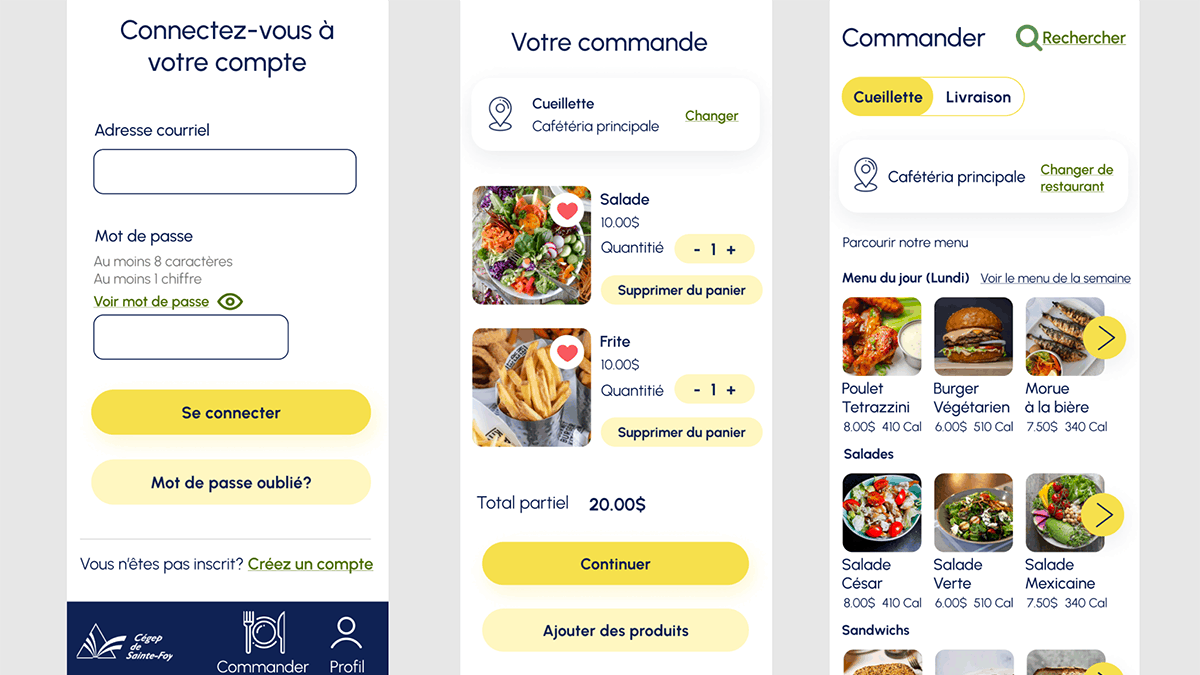 Connectez-vous à
votre compte
Adresse courriel
Mot de passe
Au moins 8 caractères
Au moins 1 chiffre
Voir mot de passe
Se connecter
Mot de passe oublié?
Vous n'êtes pas inscrit? Créez un compte
Cégep
de
Sainte-Foy
Commander
Profil
Votre commande
Cueillette
Cafétéria principale
Changer
Salade
10.00$
Quantitié
- 1 +
Supprimer du panier
Frite
10.00$
Quantitié
- 1 +
Supprimer du panier
Total partiel 20.00$
Continuer
Ajouter des produits
Commander
Rechercher
Cueillette
Livraison
Cafétéria principale
Changer de
restaurant
Parcourir notre menu
Menu du jour (Lundi) Voir le menu de la semaine
Poulet
Tetrazzini
8.00$ 410 Cal
Burger
Végétarien
6.00$ 510 Cal
Morue
à la bière
7.50$ 340 Cal
Salades
Salade
César
8.00$ 410 Cal
Salade
Verte
6.00$ 510 Cal
Salade
Mexicaine
7.50$ 340 Cal
Sandwichs